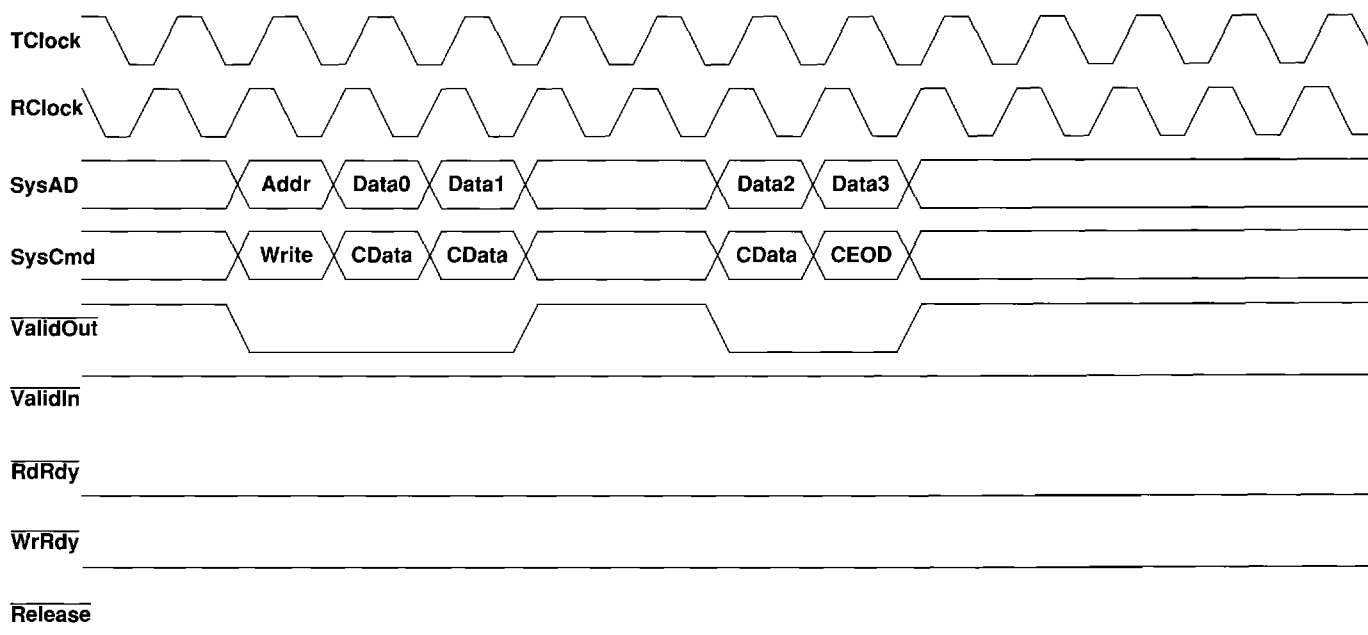 TClock
RClock
SysAD Addr Data0 Data1 Data2 Data3
SysCmd Write CData CData CData CEOD
ValidOut
ValidIn
RdRdy
WrRdy
Release